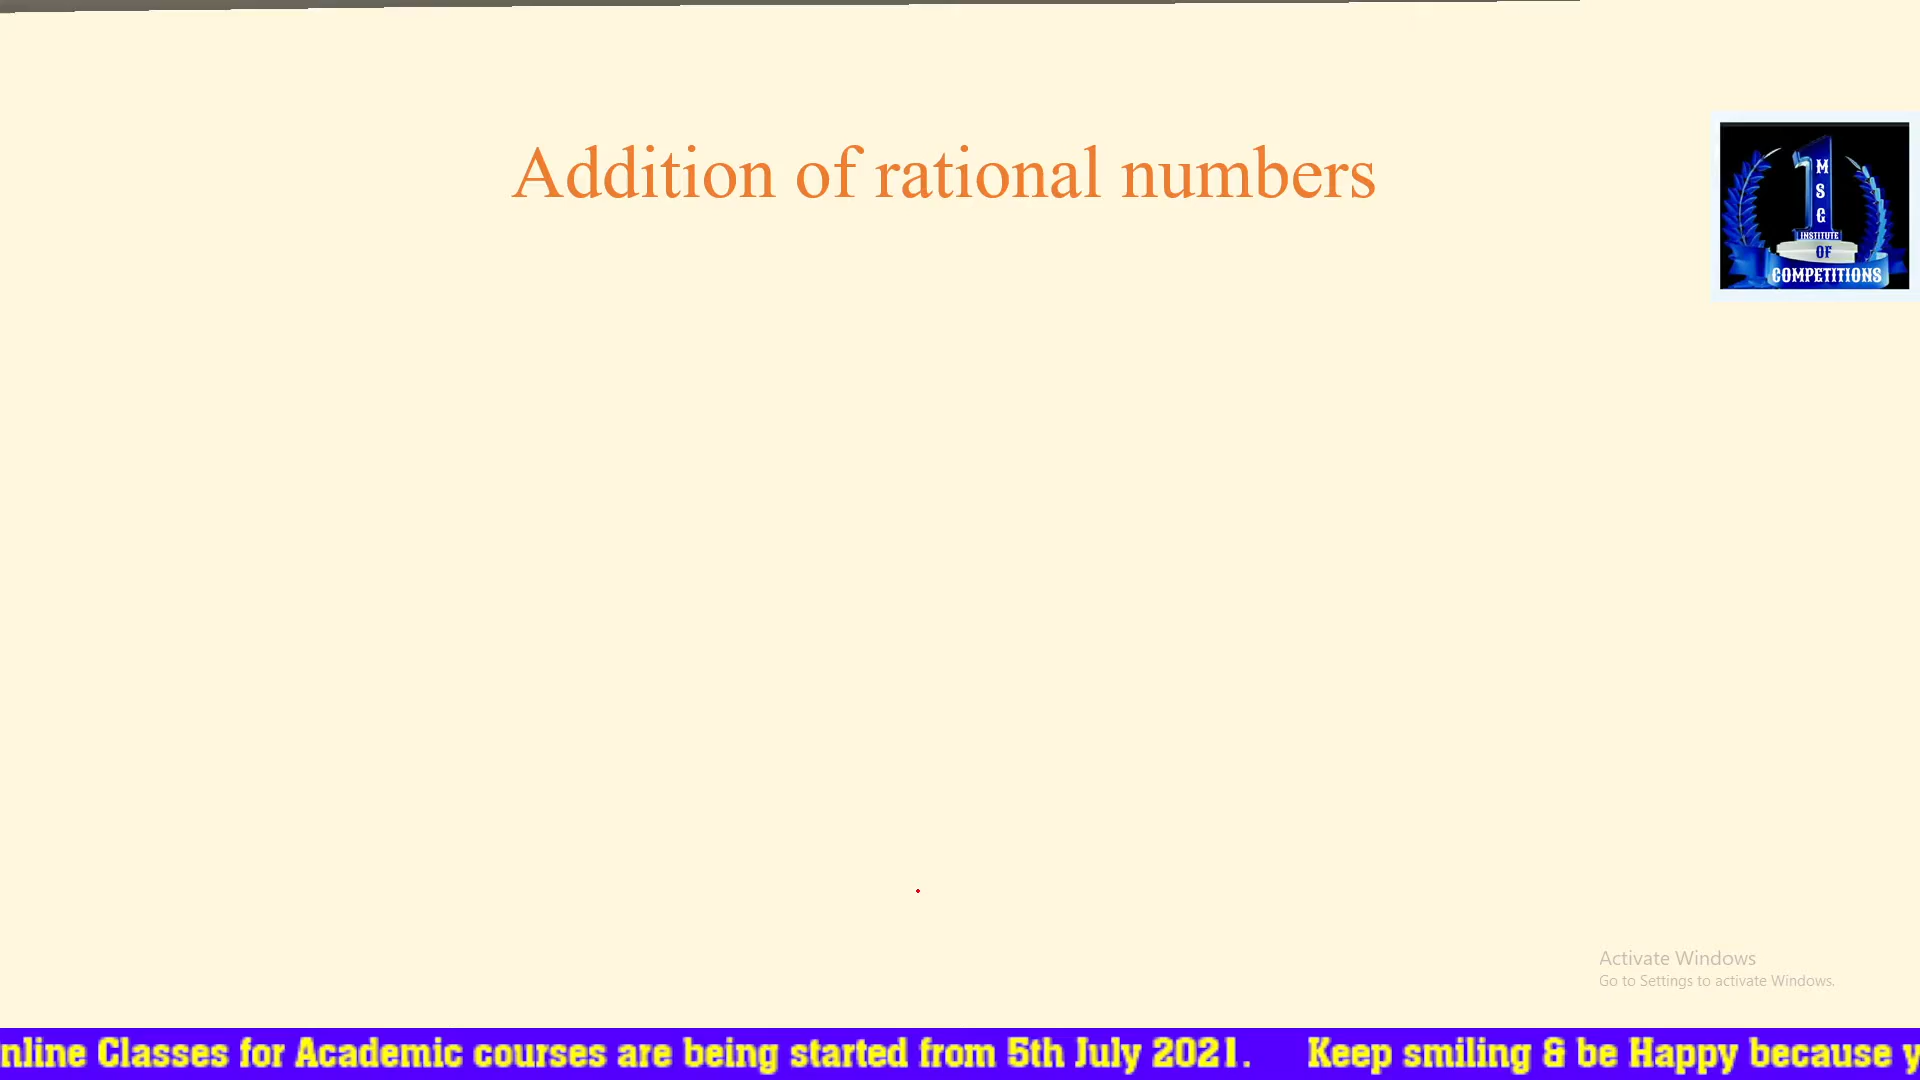 Addition of rational numbers
1
M
S
G
INSTITUTE
OF
COMPETITIONS
Activate Windows
Go to Settings to activate Windows.
nline Classes for Academic courses are being started from 5th July 2021. Keep smiling & be Happy because y